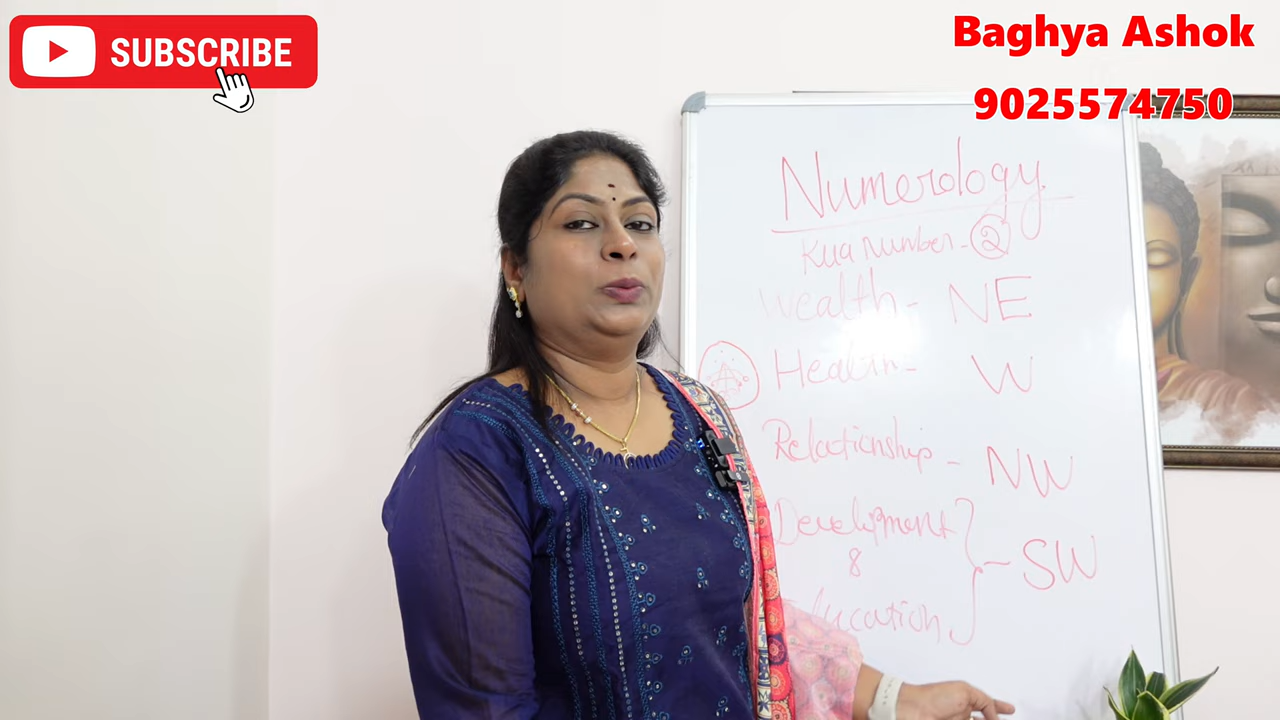 SUBSCRIBE
Baghya Ashok
9025574750
Numerology
Kua Number - 2
Wealth - NE
Health - W
Relationship - NW
Development
&
Education
- SW